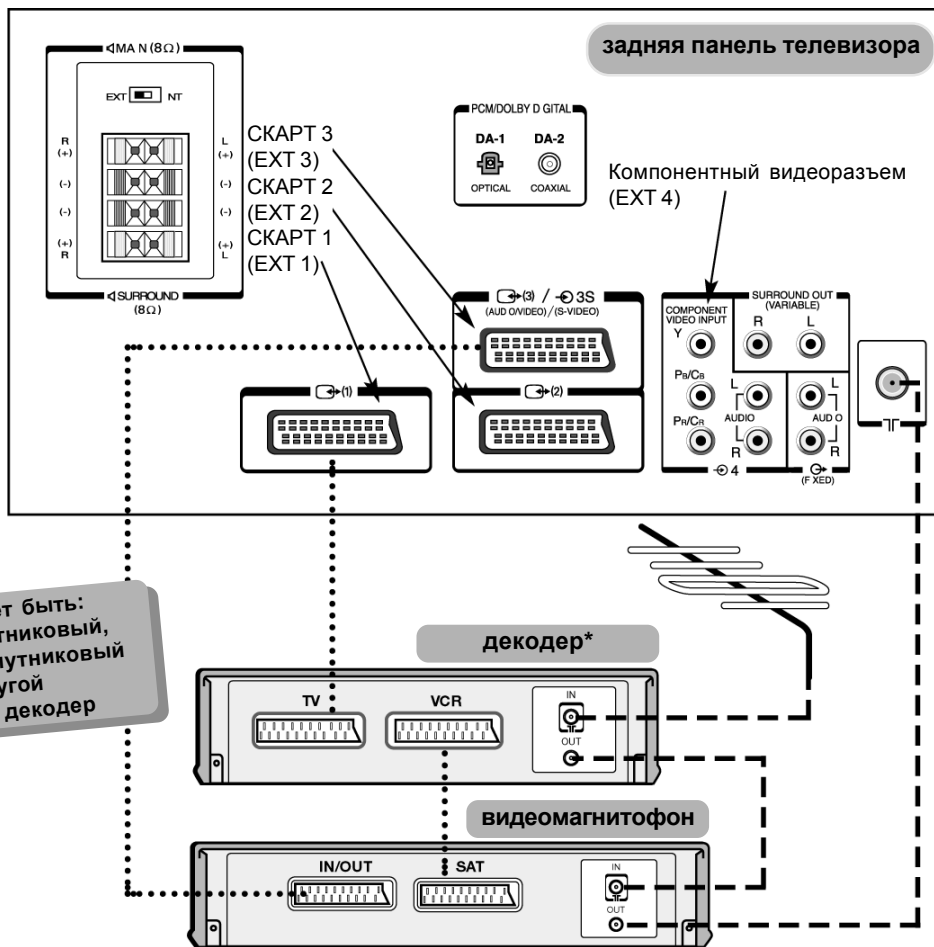 задняя панель телевизора
MA N (8Ω)
EXT NT
R L
(+) (+)
(-) (-)
(-) (-)
(+) (+)
R L
SURROUND
(8Ω)
PCM/DOLBY D GITAL
DA-1 DA-2
OPTICAL COAXIAL
СКАРТ 3
(EXT 3)
СКАРТ 2
(EXT 2)
СКАРТ 1
(EXT 1)
Компонентный видеоразъем
(EXT 4)
(3) / 3S
(AUD O/VIDEO)/(S-VIDEO)
(1)
(2)
COMPONENT
VIDEO INPUT
Y
PB/CB
PR/CR
L
AUDIO
R
4
SURROUND OUT
(VARIABLE)
R L
L
AUD O
R
(F XED)
ет быть:
тниковый,
путниковый
угой
декодер
декодер*
TV VCR
IN
OUT
видеомагнитофон
IN/OUT SAT
IN
OUT